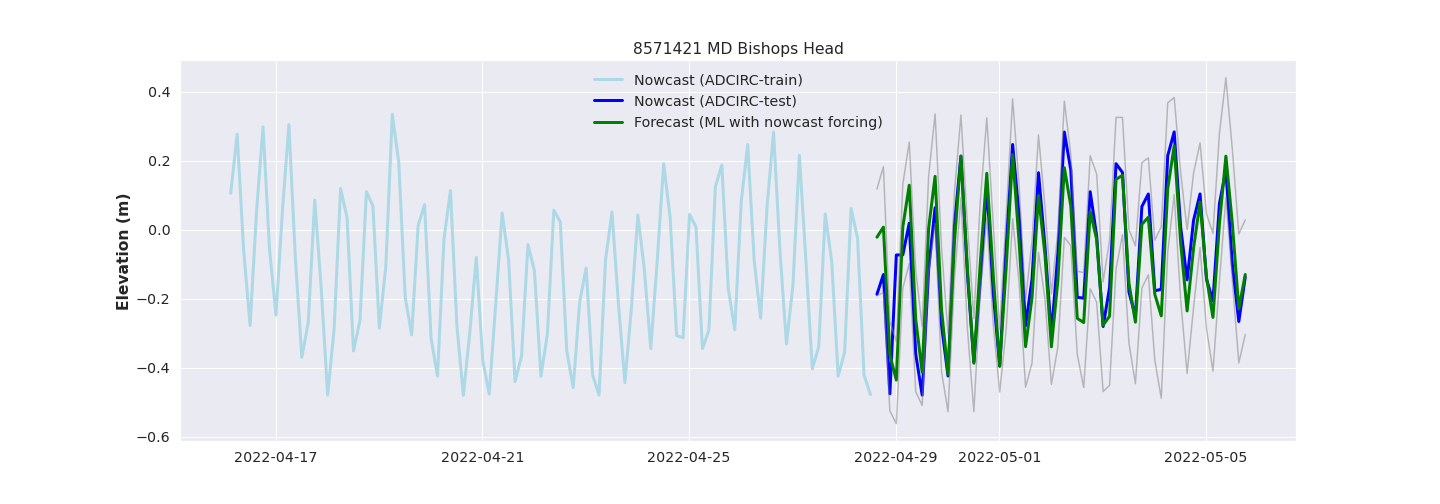 8571421 MD Bishops Head
Nowcast (ADCIRC-train)
Nowcast (ADCIRC-test)
Forecast (ML with nowcast forcing)
Elevation (m)
0.4
0.2
0.0
−0.2
−0.4
−0.6
2022-04-17
2022-04-21
2022-04-25
2022-04-29
2022-05-01
2022-05-05